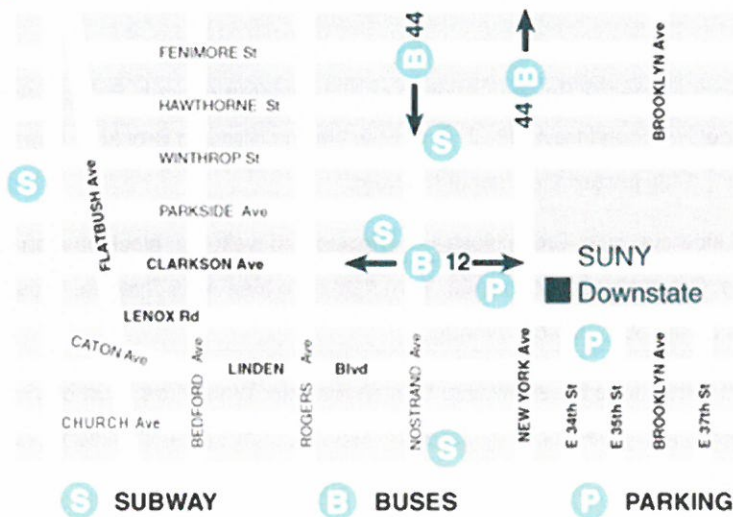 44
FENIMORE St
B
B
BROOKLYN Ave
HAWTHORNE St
44
S
WINTHROP St
S
FLATBUSH Ave
PARKSIDE Ave
S
CLARKSON Ave
B 12
SUNY
Downstate
P
LENOX Rd
CATON Ave
P
BEDFORD Ave
LINDEN Blvd
ROGERS Ave
NOSTRAND Ave
NEW YORK Ave
E 34th St
E 35th St
BROOKLYN Ave
E 37th St
CHURCH Ave
S
S SUBWAY
B BUSES
P PARKING